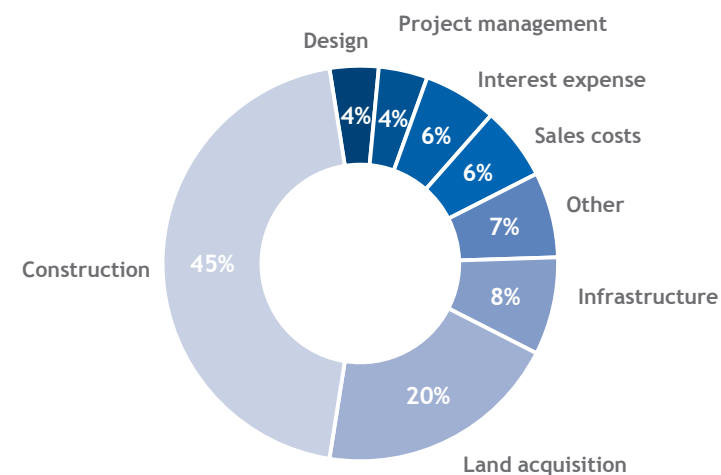 Project management
Design
Interest expense
4%
4%
6%
Sales costs
6%
Other
7%
Construction
45%
8%
Infrastructure
20%
Land acquisition